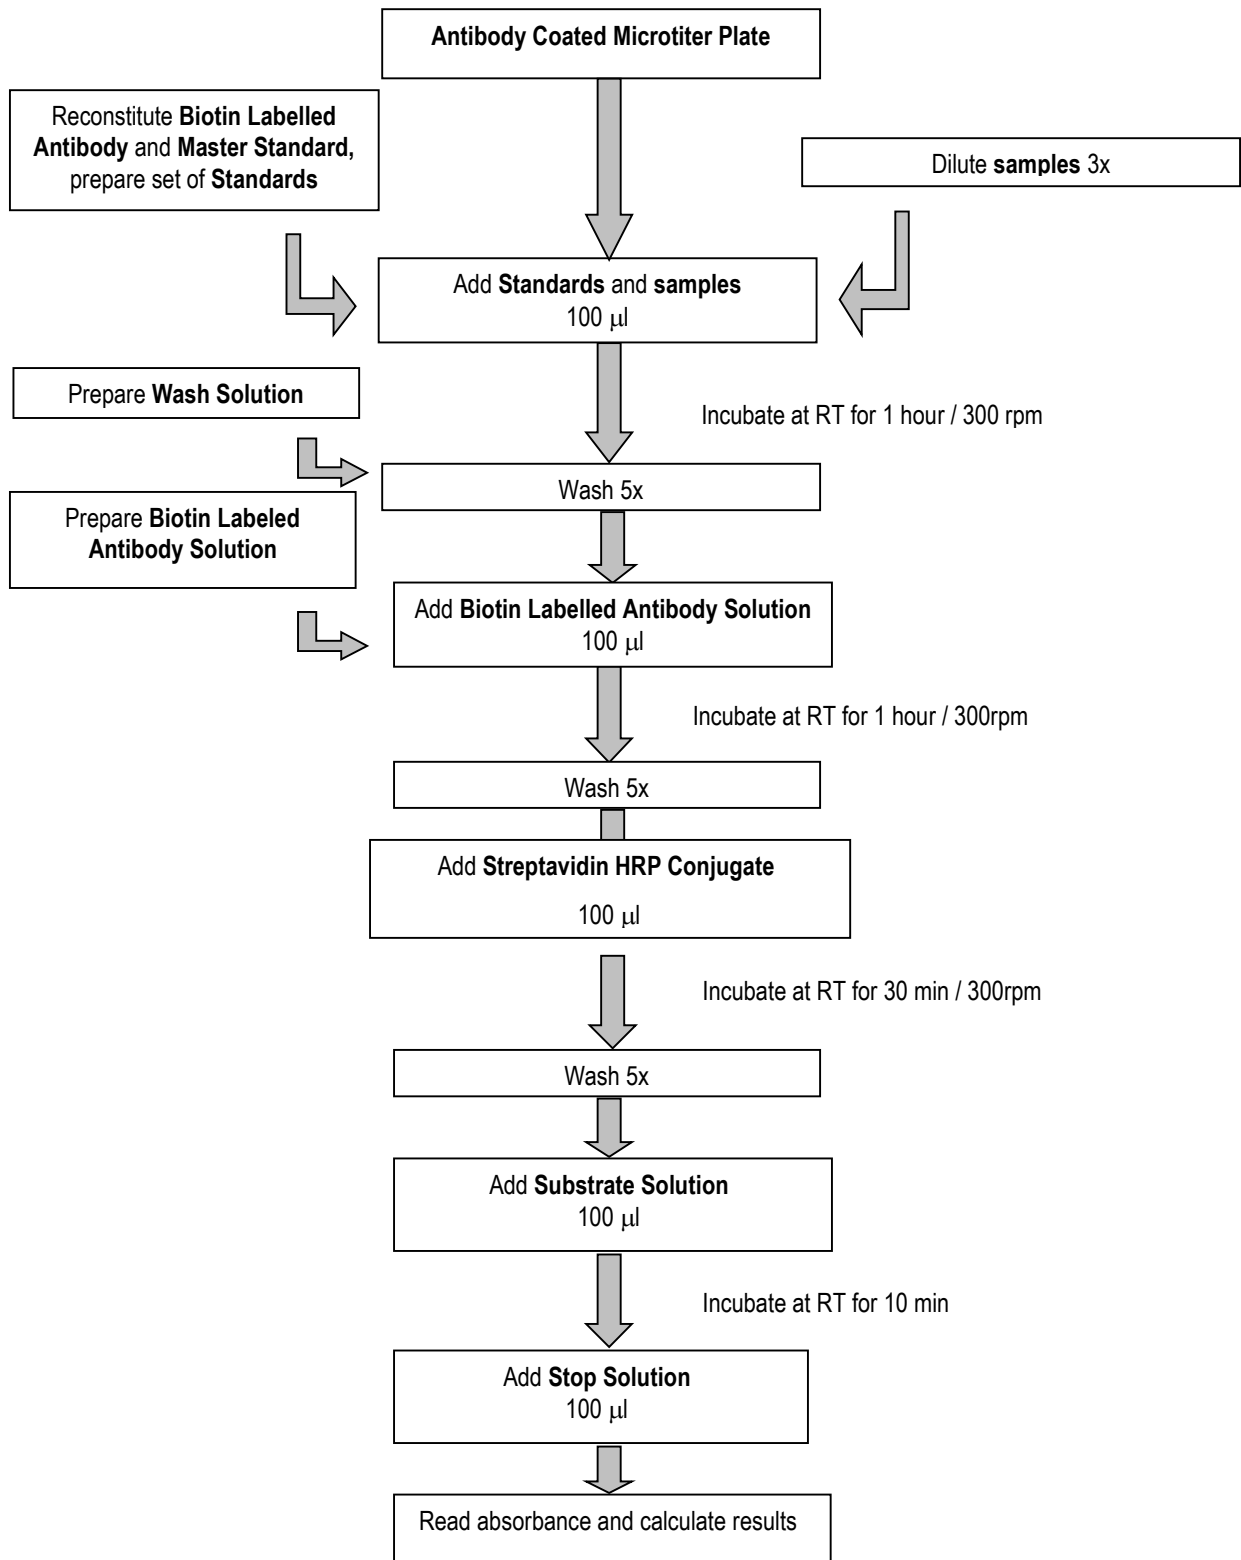 Antibody Coated Microtiter Plate
Reconstitute Biotin Labelled
Antibody and Master Standard,
prepare set of Standards
Dilute samples 3x
Add Standards and samples
100 μl
Prepare Wash Solution
Incubate at RT for 1 hour / 300 rpm
Wash 5x
Prepare Biotin Labeled
Antibody Solution
Add Biotin Labelled Antibody Solution
100 μl
Incubate at RT for 1 hour / 300rpm
Wash 5x
Add Streptavidin HRP Conjugate
100 μl
Incubate at RT for 30 min / 300rpm
Wash 5x
Add Substrate Solution
100 μl
Incubate at RT for 10 min
Add Stop Solution
100 μl
Read absorbance and calculate results